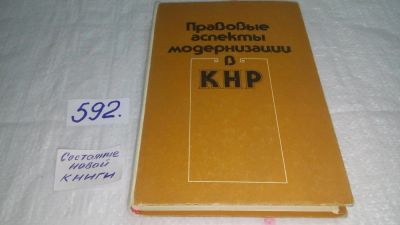 Правовые
аспекты
модернизации
в
КНР
592.
Состояние
новой
книги